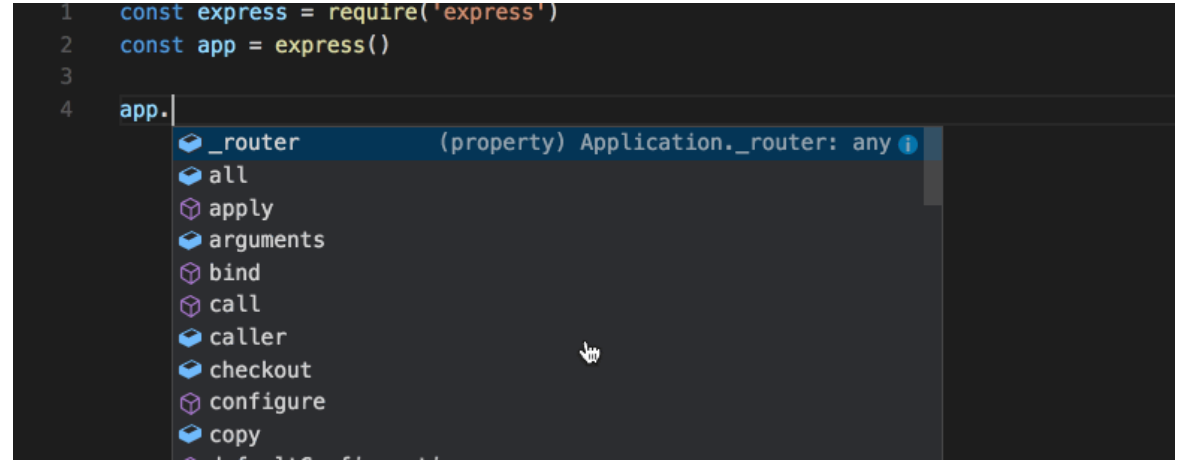 1 const express = require('express')
2 const app = express()
3
4 app.
_router (property) Application._router: any
all
apply
arguments
bind
call
caller
checkout
configure
copy